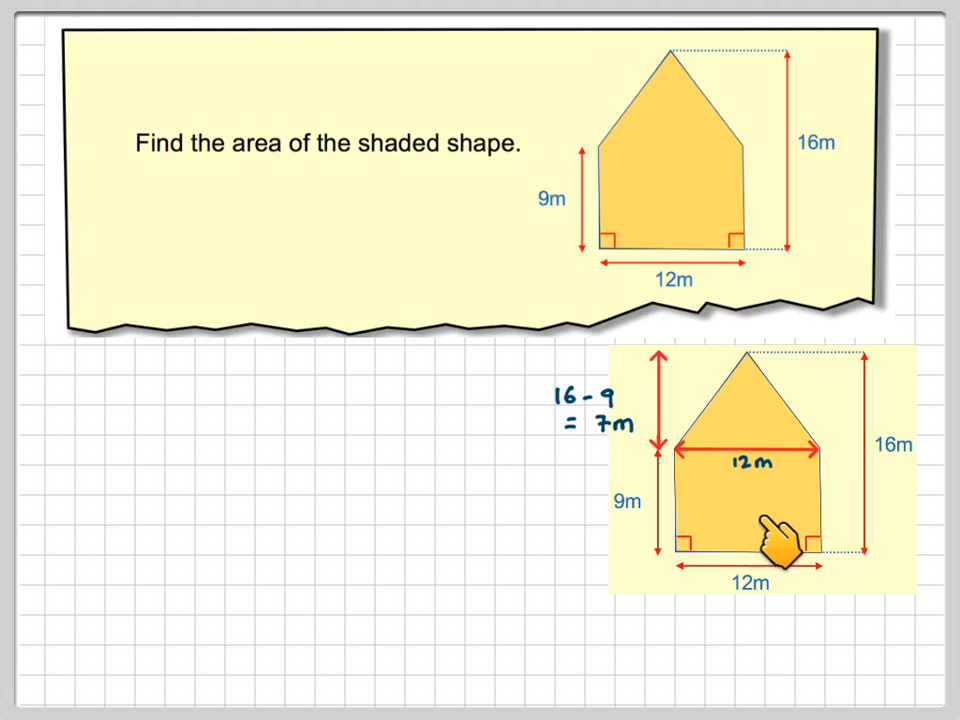 Find the area of the shaded shape.
16m
9m
12m
16 - 9
= 7m
12m
16m
9m
12m